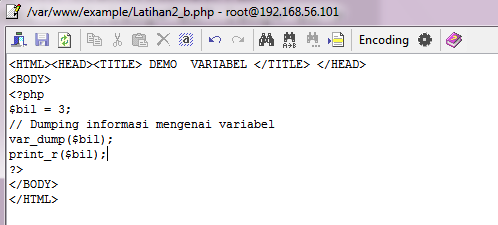 /var/www/example/Latihan2_b.php - root@192.168.56.101
Encoding
<HTML><HEAD><TITLE> DEMO  VARIABEL </TITLE> </HEAD>
<BODY>
<?php
$bil = 3;
// Dumping informasi mengenai variabel
var_dump($bil);
print_r($bil);
?>
</BODY>
</HTML>